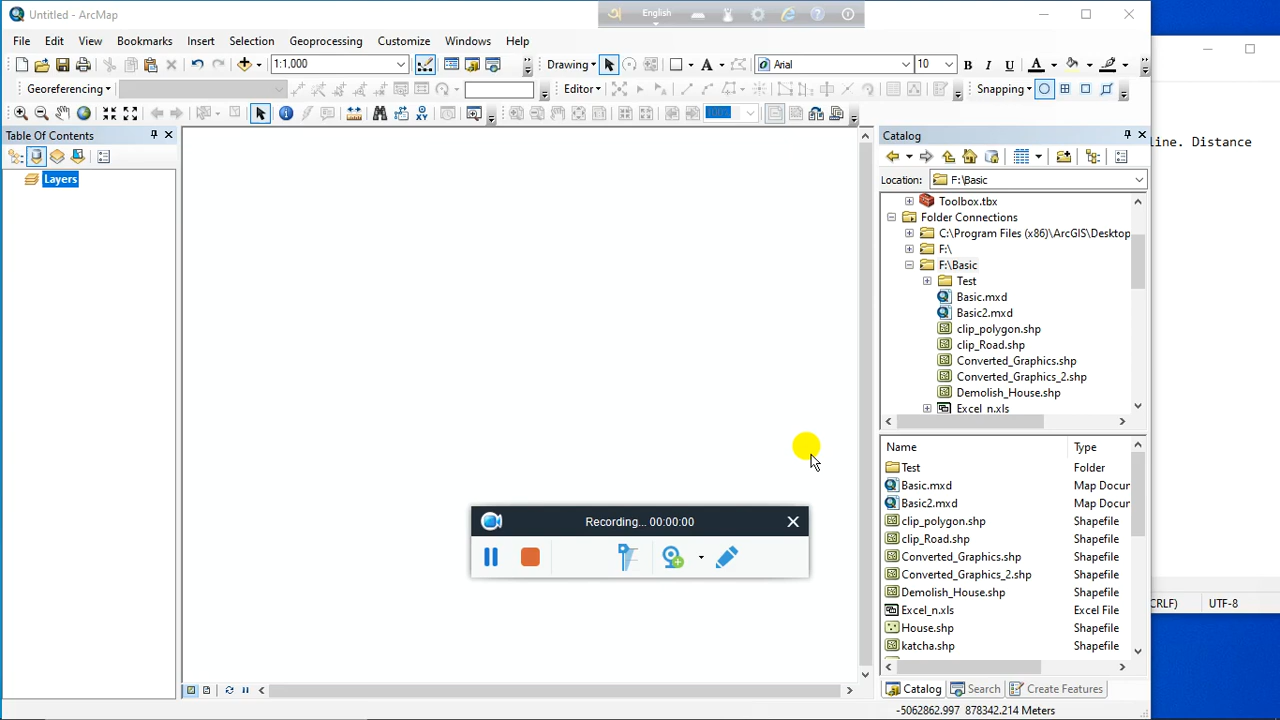 Untitled - ArcMap
English
File Edit View Bookmarks Insert Selection Geoprocessing Customize Windows Help
1:1,000 Drawing Arial 10 B I U A
Georeferencing Editor Snapping
Table Of Contents
Layers
Catalog
Location: F:\Basic
Toolbox.tbx
Folder Connections
C:\Program Files (x86)\ArcGIS\Desktop
F:\
F:\Basic
Test
Basic.mxd
Basic2.mxd
clip_polygon.shp
clip_Road.shp
Converted_Graphics.shp
Converted_Graphics_2.shp
Demolish_House.shp
Excel_n.xls
Name Type
Test Folder
Basic.mxd Map Docur
Basic2.mxd Map Docur
clip_polygon.shp Shapefile
clip_Road.shp Shapefile
Converted_Graphics.shp Shapefile
Converted_Graphics_2.shp Shapefile
Demolish_House.shp Shapefile
Excel_n.xls Excel File
House.shp Shapefile
katcha.shp Shapefile
Catalog Search Create Features
-5062862.997 878342.214 Meters
Recording... 00:00:00
line. Distance
CRLF) UTF-8